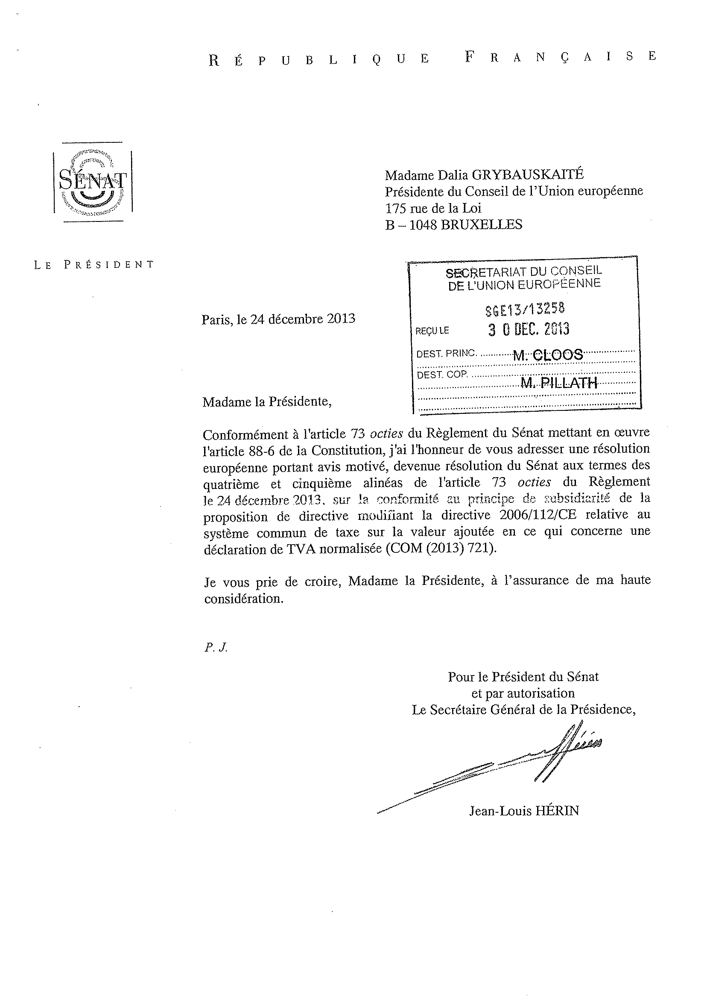 RÉPUBLIQUE FRANÇAISE
SÉNAT
LE PRÉSIDENT
Madame Dalia GRYBAUSKAITÉ
Présidente du Conseil de l'Union européenne
175 rue de la Loi
B – 1048 BRUXELLES
SECRETARIAT DU CONSEIL
DE L'UNION EUROPÉENNE
SGE13/13258
REÇU LE 30 DEC. 2013
DEST. PRINC. M. CLOOS
DEST. COP.
M. PILLATH
Paris, le 24 décembre 2013
Madame la Présidente,
Conformément à l'article 73 octies du Règlement du Sénat mettant en œuvre
l'article 88-6 de la Constitution, j'ai l'honneur de vous adresser une résolution
européenne portant avis motivé, devenue résolution du Sénat aux termes des
quatrième et cinquième alinéas de l'article 73 octies du Règlement
le 24 décembre 2013, sur la conformité au principe de subsidiarité de la
proposition de directive modifiant la directive 2006/112/CE relative au
système commun de taxe sur la valeur ajoutée en ce qui concerne une
déclaration de TVA normalisée (COM (2013) 721).
Je vous prie de croire, Madame la Présidente, à l'assurance de ma haute
considération.
P. J.
Pour le Président du Sénat
et par autorisation
Le Secrétaire Général de la Présidence,
Jean-Louis HÉRIN